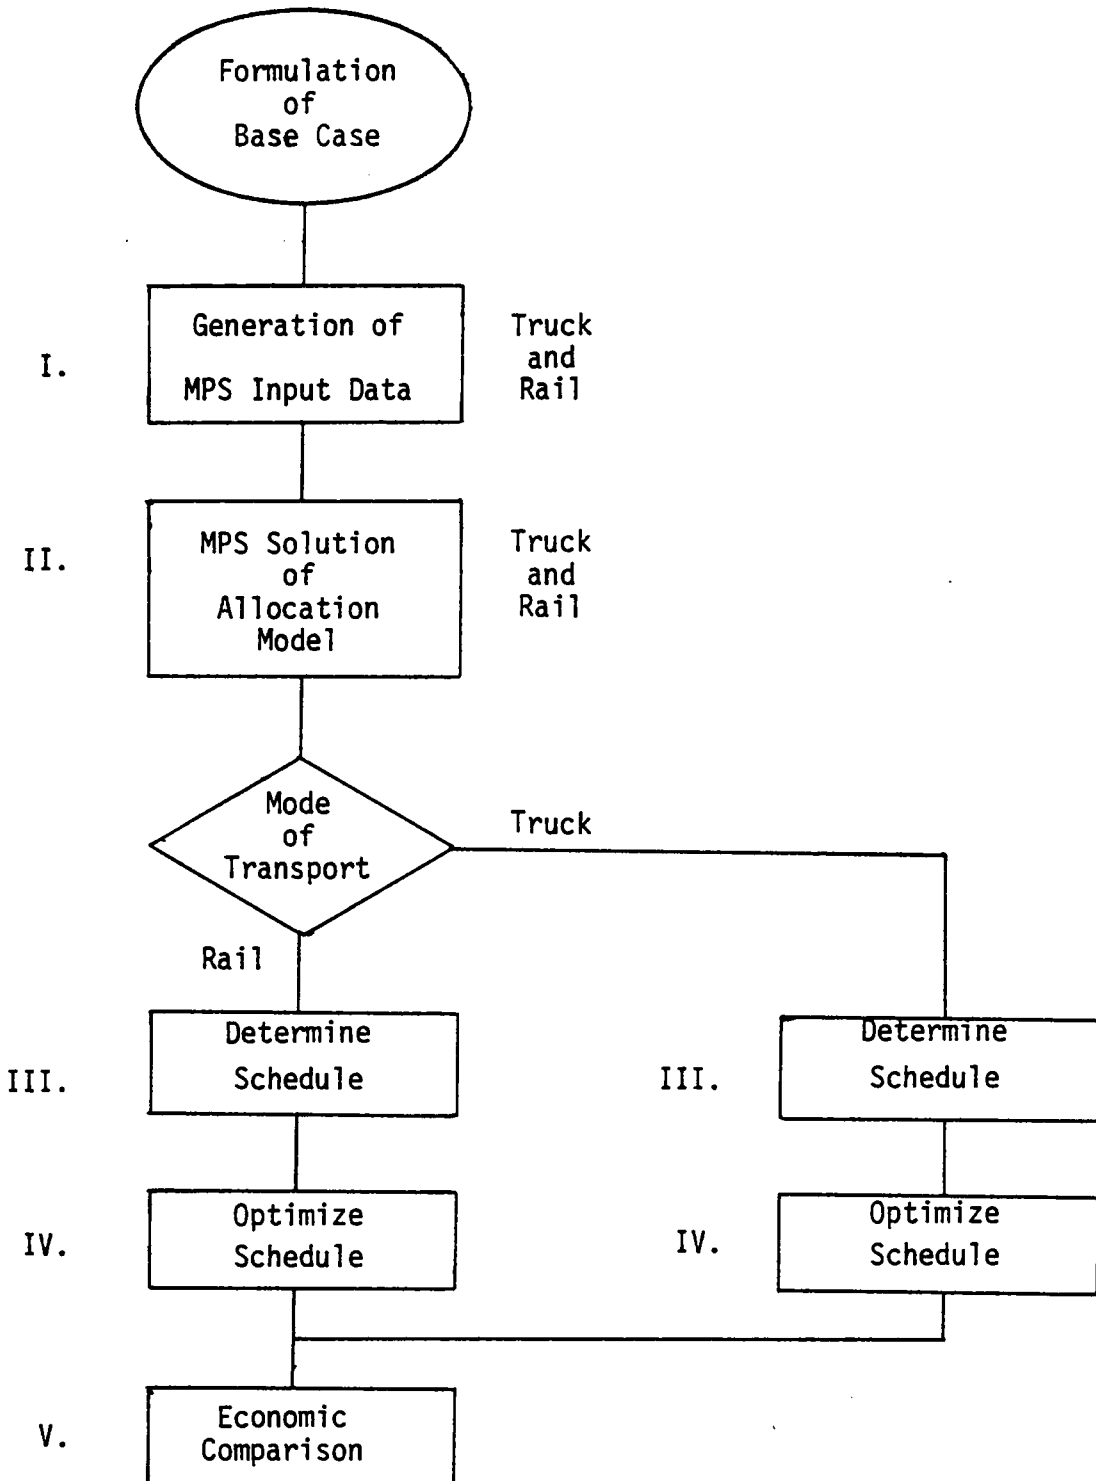 Formulation
of
Base Case
I.
Generation of
MPS Input Data
Truck
and
Rail
II.
MPS Solution
of
Allocation
Model
Truck
and
Rail
Mode
of
Transport
Truck
Rail
III.
Determine
Schedule
III.
Determine
Schedule
IV.
Optimize
Schedule
IV.
Optimize
Schedule
V.
Economic
Comparison